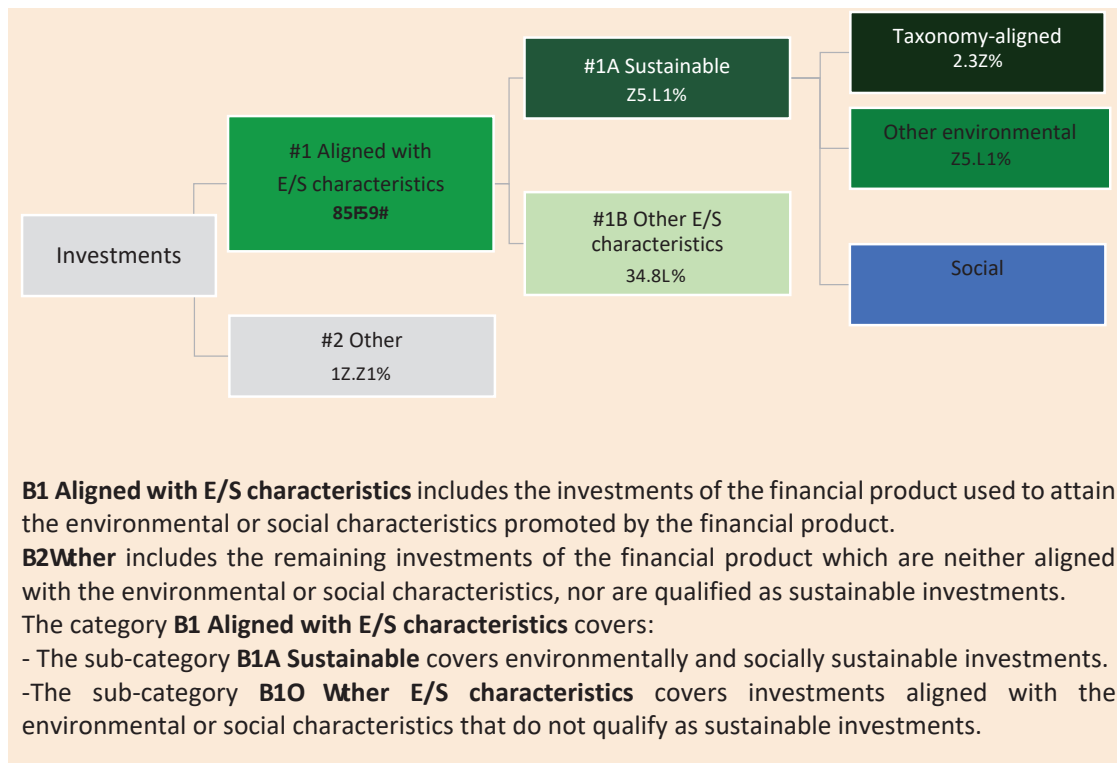 Investments
#1 Aligned with
E/S characteristics
85F59#
#2 Other
1Z.Z1%
#1A Sustainable
Z5.L1%
#1B Other E/S
characteristics
34.8L%
Taxonomy-aligned
2.3Z%
Other environmental
Z5.L1%
Social
B1 Aligned with E/S characteristics includes the investments of the financial product used to attain
the environmental or social characteristics promoted by the financial product.
B2Wther includes the remaining investments of the financial product which are neither aligned
with the environmental or social characteristics, nor are qualified as sustainable investments.
The category B1 Aligned with E/S characteristics covers:
- The sub-category B1A Sustainable covers environmentally and socially sustainable investments.
-The sub-category B1O Wther E/S characteristics covers investments aligned with the
environmental or social characteristics that do not qualify as sustainable investments.